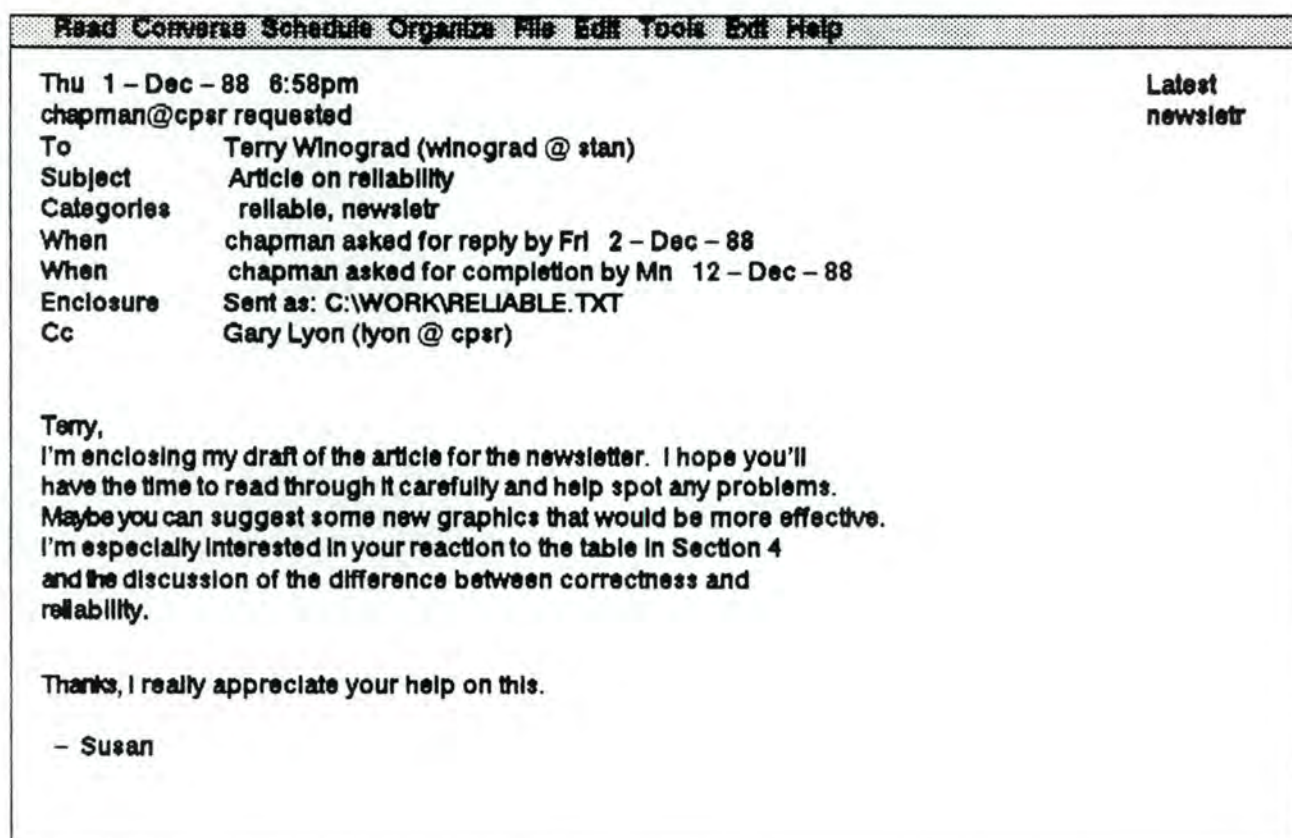 Read Converse Schedule Organize File Edit Tools Exit Help
Thu 1 – Dec – 88 6:58pm Latest
chapman@cpsr requested newsletr
To Terry Winograd (winograd @ stan)
Subject Article on reliability
Categories reliable, newsletr
When chapman asked for reply by Fri 2 – Dec – 88
When chapman asked for completion by Mn 12 – Dec – 88
Enclosure Sent as: C:\WORK\RELIABLE.TXT
Cc Gary Lyon (lyon @ cpsr)
Terry,
I'm enclosing my draft of the article for the newsletter. I hope you'll
have the time to read through it carefully and help spot any problems.
Maybe you can suggest some new graphics that would be more effective.
I'm especially interested in your reaction to the table in Section 4
and the discussion of the difference between correctness and
reliability.
Thanks, I really appreciate your help on this.
– Susan